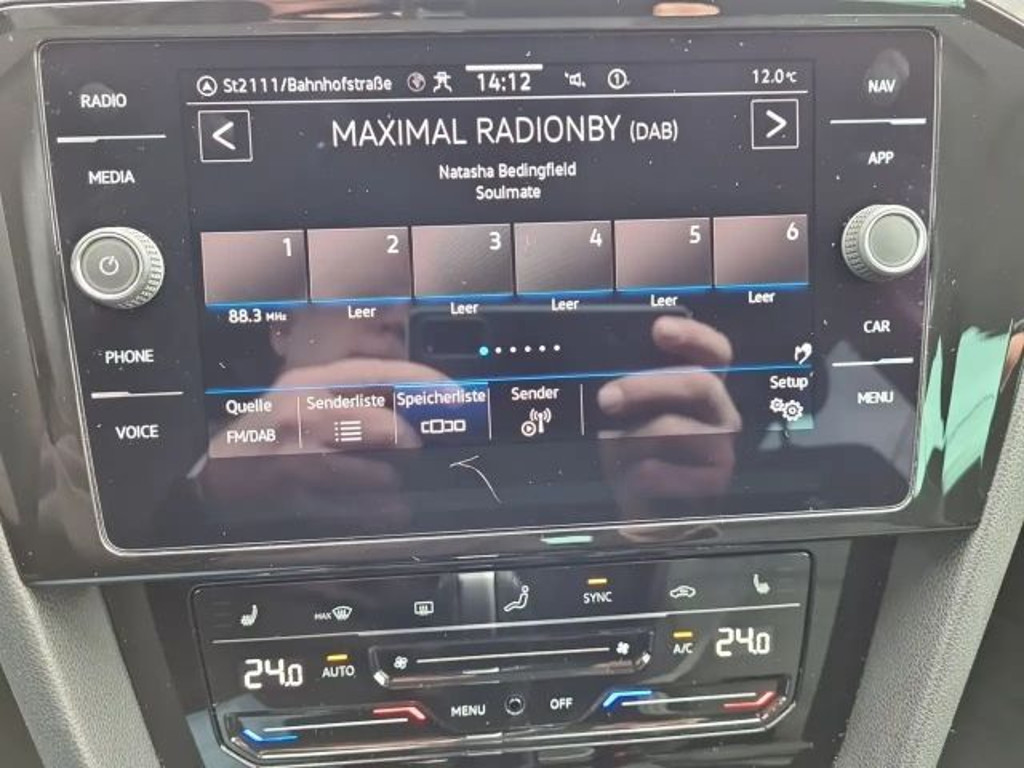 RADIO
MEDIA
PHONE
VOICE
St2111/Bahnhofstraße 14:12 1 12.0°C
< MAXIMAL RADIONBY (DAB) >
Natasha Bedingfield
Soulmate
1 2 3 4 5 6
88.3 MHz Leer Leer Leer Leer Leer
Quelle Senderliste Speicherliste Sender Setup
FM/DAB
NAV
APP
CAR
MENU
MAX SYNC
24.0 AUTO A/C 24.0
MENU OFF